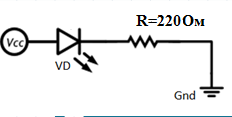 R=220Ом
Vcc
VD
Gnd